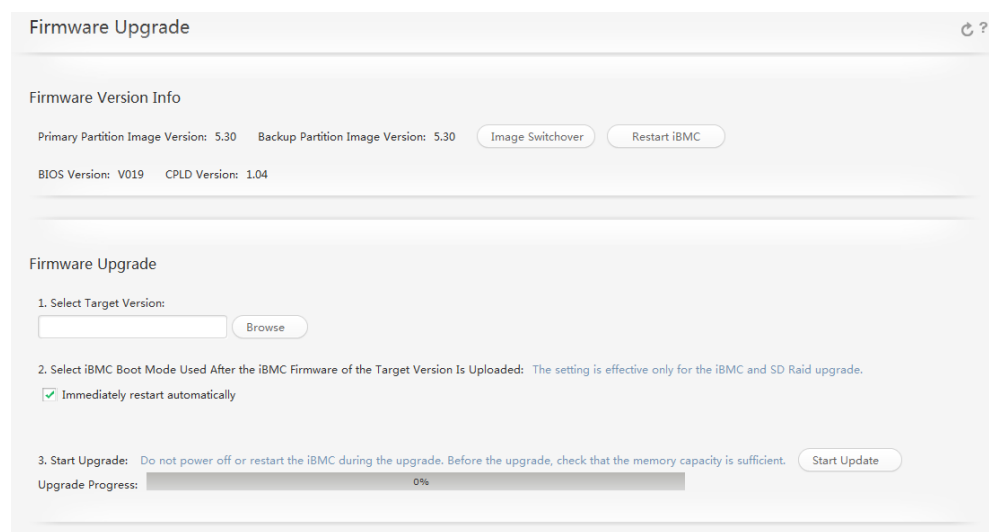 Firmware Upgrade
?
Firmware Version Info
Primary Partition Image Version: 5.30 Backup Partition Image Version: 5.30 Image Switchover Restart iBMC
BIOS Version: V019 CPLD Version: 1.04
Firmware Upgrade
1. Select Target Version:
Browse
2. Select iBMC Boot Mode Used After the iBMC Firmware of the Target Version Is Uploaded: The setting is effective only for the iBMC and SD Raid upgrade.
Immediately restart automatically
3. Start Upgrade: Do not power off or restart the iBMC during the upgrade. Before the upgrade, check that the memory capacity is sufficient. Start Update
Upgrade Progress: 0%